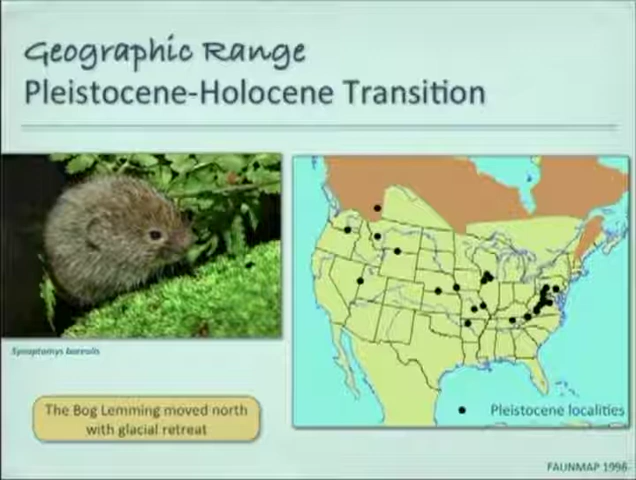 Geographic Range
Pleistocene-Holocene Transition
Synaptomys borealis
The Bog Lemming moved north
with glacial retreat
Pleistocene localities
FAUNMAP 1996